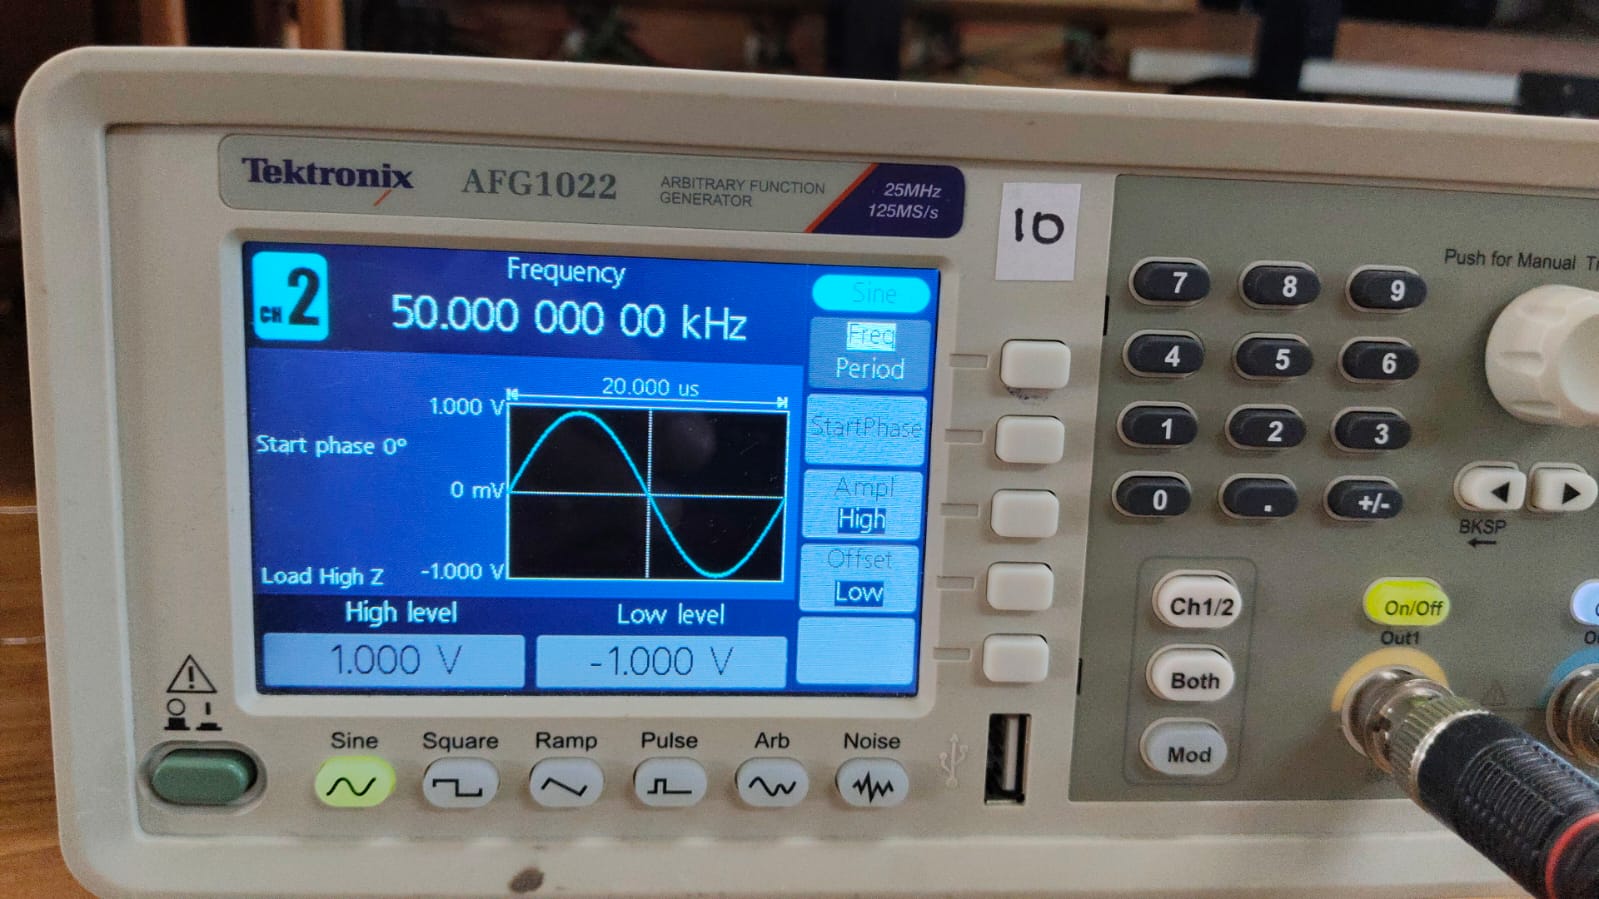 Tektronix AFG1022 ARBITRARY FUNCTION
GENERATOR
25MHz
125MS/s
10
CH 2
Frequency
50.000 000 00 kHz
Sine
Freq
Period
StartPhase
Ampl
High
Offset
Low
20.000 us
1.000 V
Start phase 0°
0 mV
Load High Z
-1.000 V
High level Low level
1.000 V -1.000 V
Sine Square Ramp Pulse Arb Noise
Push for Manual
7 8 9
4 5 6
1 2 3
0 . +/-
BKSP
Ch1/2
Both
Mod
On/Off
Out1